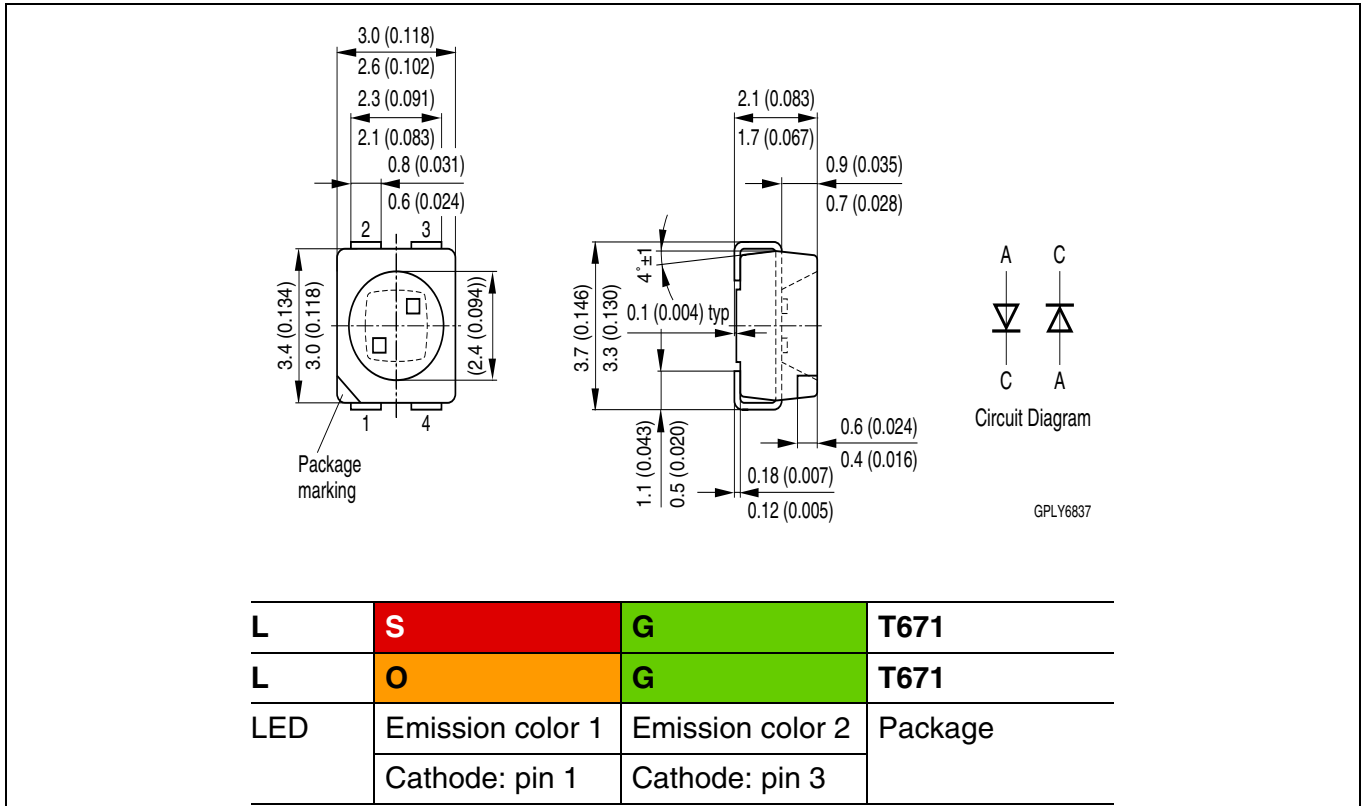 3.0 (0.118)
2.6 (0.102)
2.3 (0.091)
2.1 (0.083)
0.8 (0.031)
0.6 (0.024)
2 3
3.4 (0.134)
3.0 (0.118)
(2.4 (0.094))
1 4
Package
marking
2.1 (0.083)
1.7 (0.067)
0.9 (0.035)
0.7 (0.028)
4˚±1
0.1 (0.004) typ
3.7 (0.146)
3.3 (0.130)
1.1 (0.043)
0.5 (0.020)
0.6 (0.024)
0.4 (0.016)
0.18 (0.007)
0.12 (0.005)
A C
C A
Circuit Diagram
GPLY6837
L S G T671
L O G T671
LED Emission color 1 Emission color 2 Package
Cathode: pin 1 Cathode: pin 3